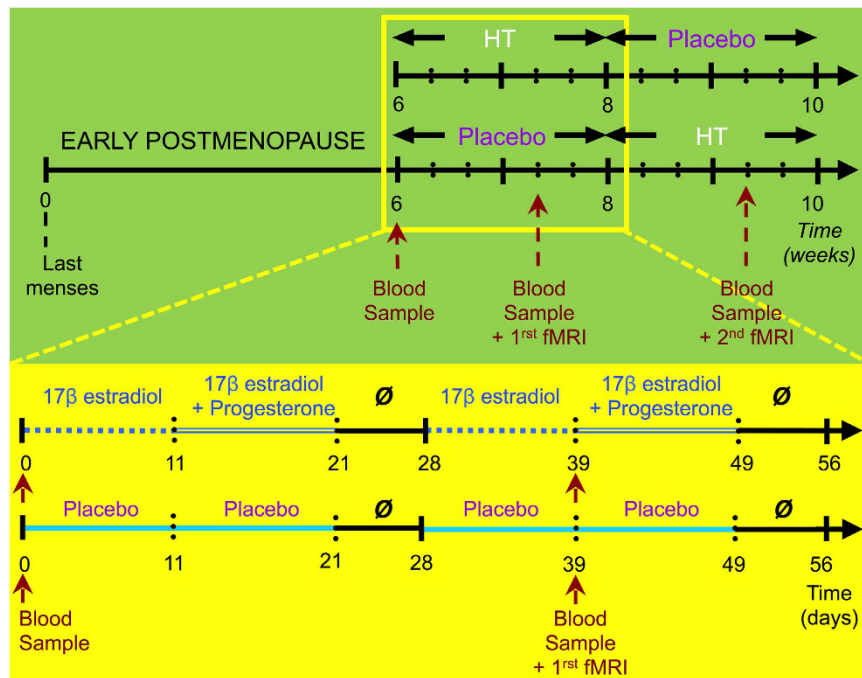 HT Placebo
6 8 10
EARLY POSTMENOPAUSE
Placebo HT
0 6 8 10
Time
(weeks)
Last
menses
Blood
Sample
Blood
Sample
+ 1rst fMRI
Blood
Sample
+ 2nd fMRI
17β estradiol
17β estradiol
+ Progesterone
Ø
17β estradiol
17β estradiol
+ Progesterone
Ø
0 11 21 28 39 49 56
Placebo Placebo Ø Placebo Placebo Ø
0 11 21 28 39 49 56
Time
(days)
Blood
Sample
Blood
Sample
+ 1rst fMRI